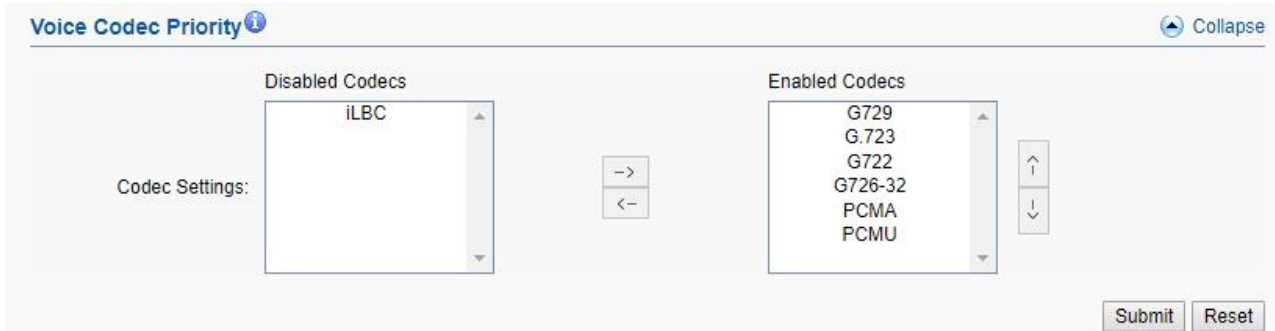 Voice Codec Priority
Collapse
Disabled Codecs
Enabled Codecs
Codec Settings:
iLBC
–>
<–
G729
G.723
G722
G726-32
PCMA
PCMU
Submit
Reset